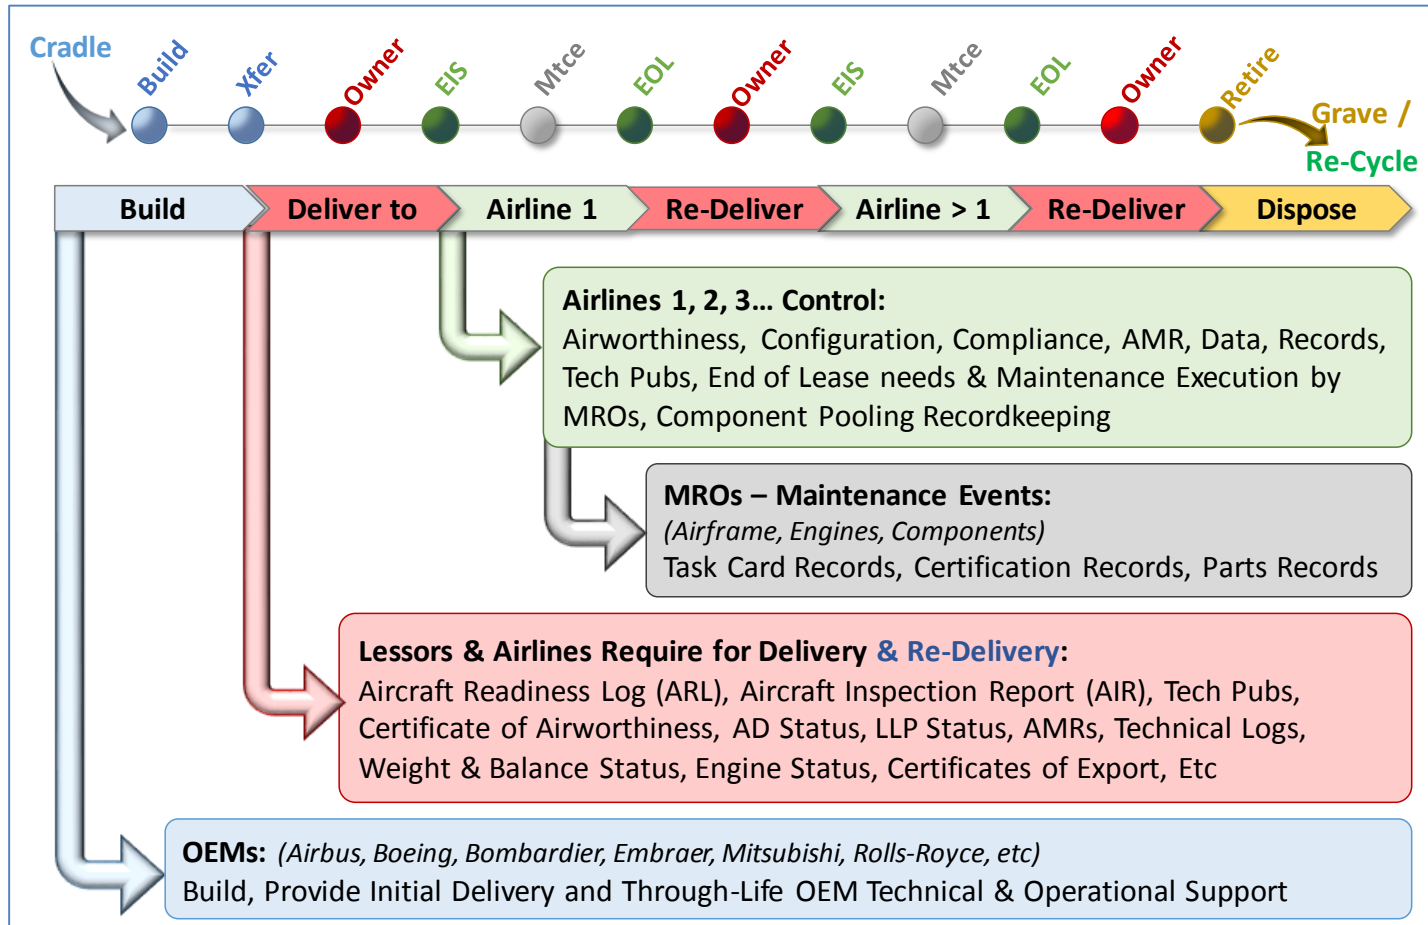 Cradle
Build
Xfer
Owner
EIS
Mtce
EOL
Owner
EIS
Mtce
EOL
Owner
Retire
Grave /
Re-Cycle
Build
Deliver to
Airline 1
Re-Deliver
Airline > 1
Re-Deliver
Dispose
Airlines 1, 2, 3... Control:
Airworthiness, Configuration, Compliance, AMR, Data, Records,
Tech Pubs, End of Lease needs & Maintenance Execution by
MROs, Component Pooling Recordkeeping
MROs – Maintenance Events:
(Airframe, Engines, Components)
Task Card Records, Certification Records, Parts Records
Lessors & Airlines Require for Delivery & Re-Delivery:
Aircraft Readiness Log (ARL), Aircraft Inspection Report (AIR), Tech Pubs,
Certificate of Airworthiness, AD Status, LLP Status, AMRs, Technical Logs,
Weight & Balance Status, Engine Status, Certificates of Export, Etc
OEMs: (Airbus, Boeing, Bombardier, Embraer, Mitsubishi, Rolls-Royce, etc)
Build, Provide Initial Delivery and Through-Life OEM Technical & Operational Support